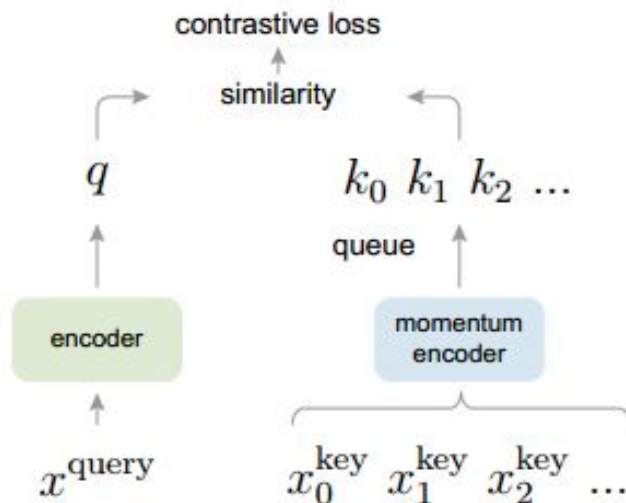 contrastive loss
similarity
q
k₀ k₁ k₂ ...
queue
encoder
momentum
encoder
x^query
x₀^key x₁^key x₂^key ...